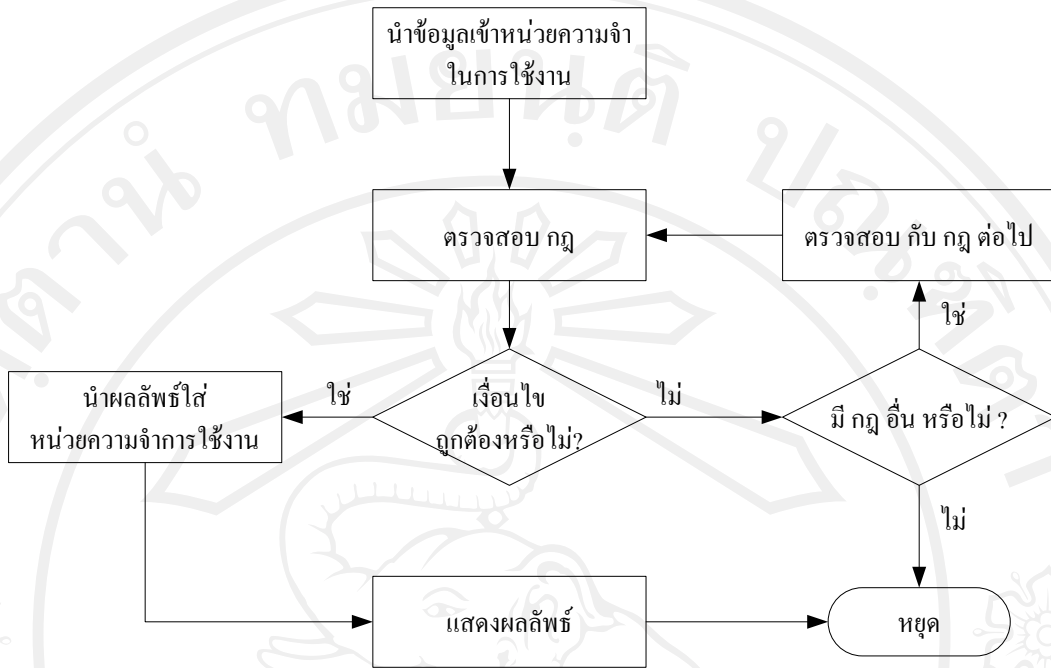 นำข้อมูลเข้าหน่วยความจำ
ในการใช้งาน
ตรวจสอบ กฎ
ตรวจสอบ กับ กฎ ต่อไป
ใช่
นำผลลัพธ์ใส่
หน่วยความจำการใช้งาน
ใช่
เงื่อนไข
ถูกต้องหรือไม่?
ไม่
มี กฎ อื่น หรือไม่ ?
ไม่
แสดงผลลัพธ์
หยุด